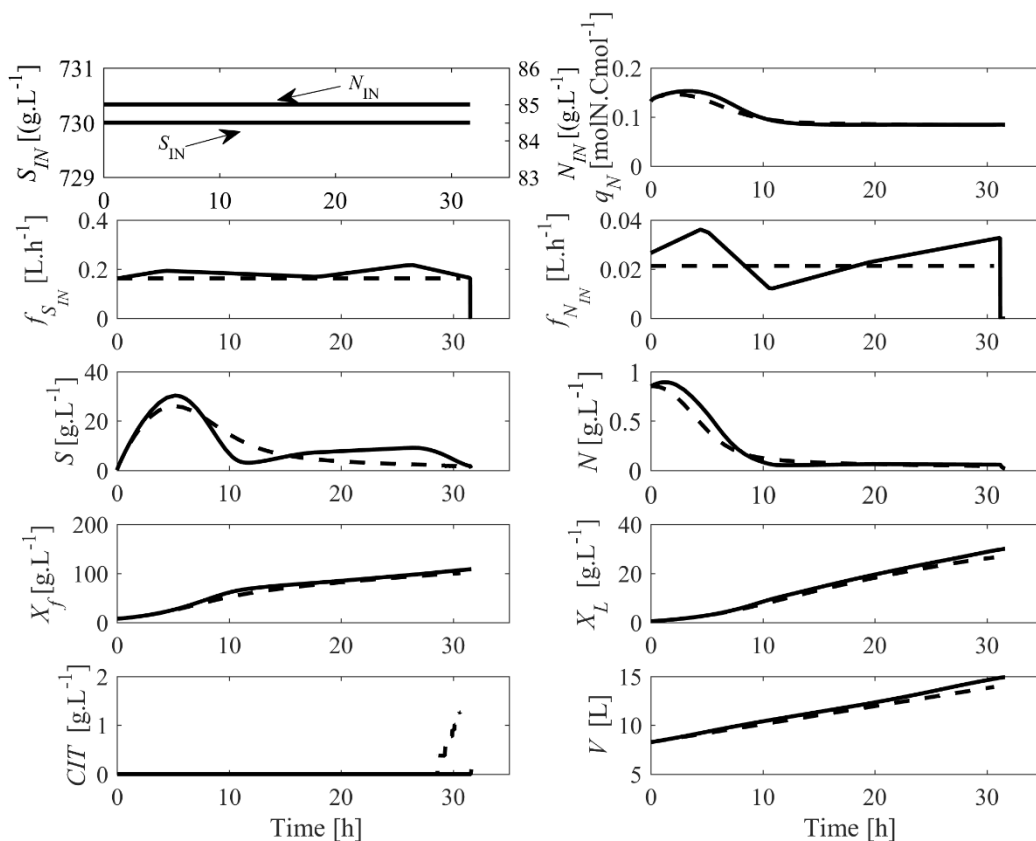 S_IN [(g.L⁻¹)
731
730
729
N_IN
S_IN
86
85
84
83
N_IN [(g.L⁻¹)
0 10 20 30
q_N [molN.Cmol⁻¹]
0.2
0.1
0
0 10 20 30
f_S_IN [L.h⁻¹]
0.4
0.2
0
0 10 20 30
f_N_IN [L.h⁻¹]
0.04
0.02
0
0 10 20 30
S [g.L⁻¹]
40
20
0
0 10 20 30
N [g.L⁻¹]
1
0.5
0
0 10 20 30
X_f [g.L⁻¹]
200
100
0
0 10 20 30
X_L [g.L⁻¹]
40
20
0
0 10 20 30
CIT [g.L⁻¹]
2
1
0
0 10 20 30
Time [h]
V [L]
15
10
5
0 10 20 30
Time [h]